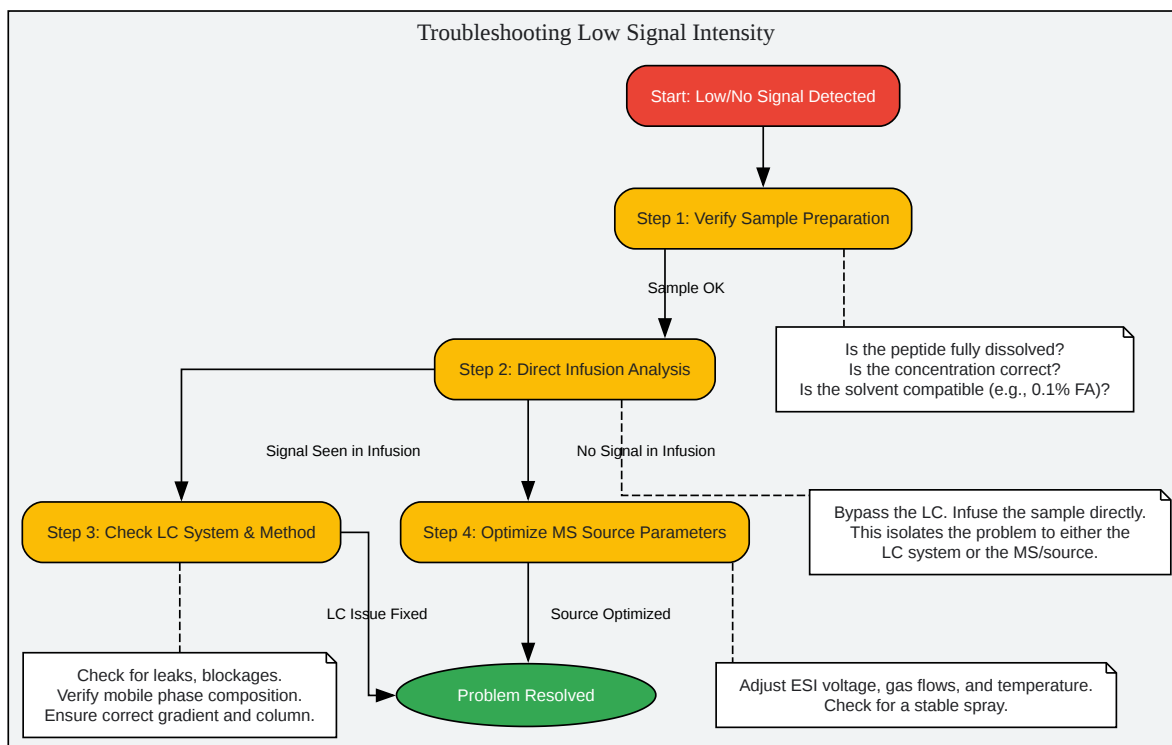 Troubleshooting Low Signal Intensity
Start: Low/No Signal Detected
Step 1: Verify Sample Preparation
Sample OK
Is the peptide fully dissolved?
Is the concentration correct?
Is the solvent compatible (e.g., 0.1% FA)?
Step 2: Direct Infusion Analysis
Signal Seen in Infusion
No Signal in Infusion
Bypass the LC. Infuse the sample directly.
This isolates the problem to either the
LC system or the MS/source.
Step 3: Check LC System & Method
Step 4: Optimize MS Source Parameters
LC Issue Fixed
Source Optimized
Check for leaks, blockages.
Verify mobile phase composition.
Ensure correct gradient and column.
Problem Resolved
Adjust ESI voltage, gas flows, and temperature.
Check for a stable spray.